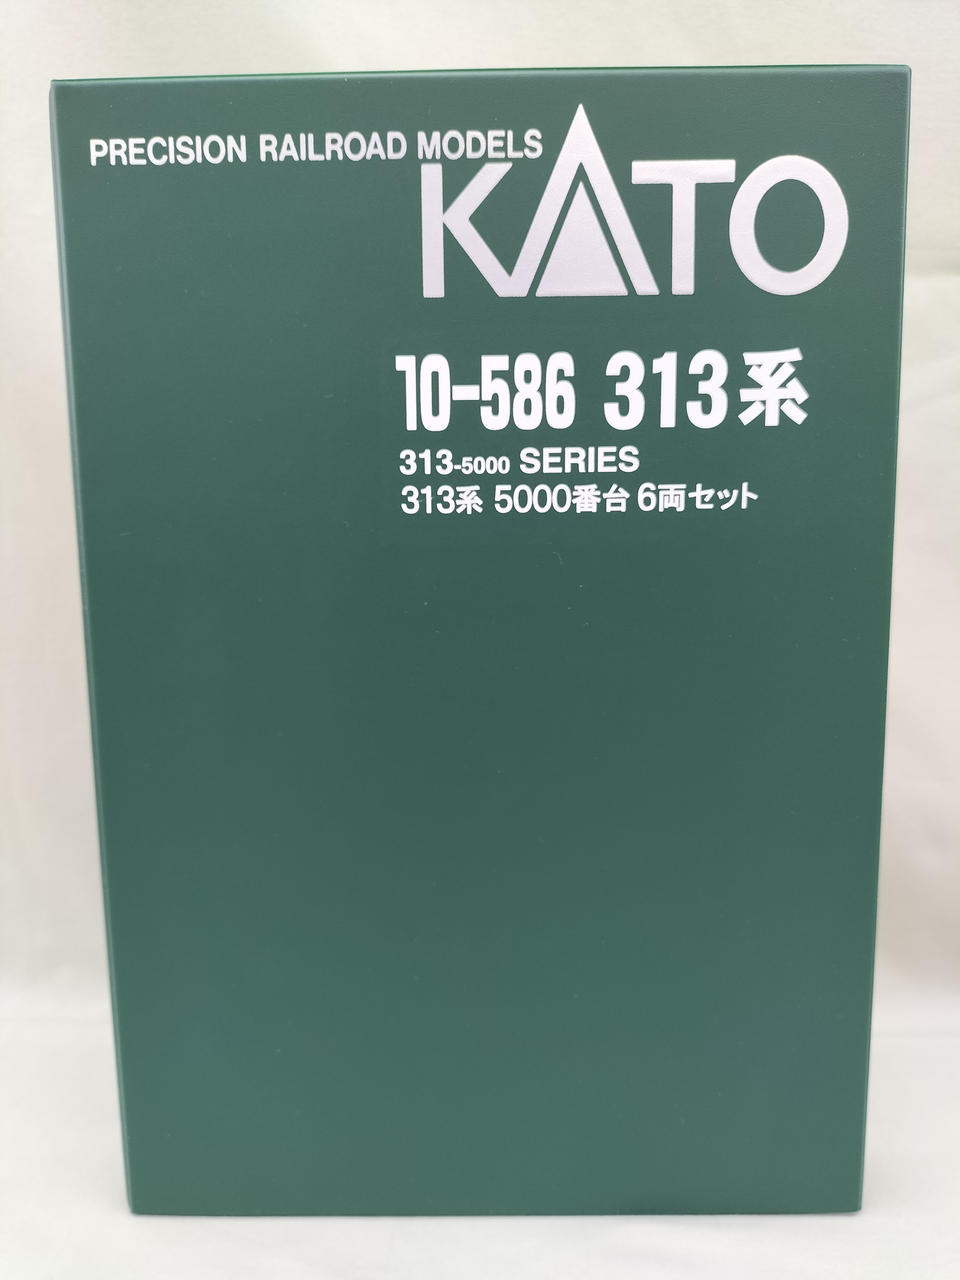 PRECISION RAILROAD MODELS
KATO
10-586 313系
313-5000 SERIES
313系 5000番台 6両セット